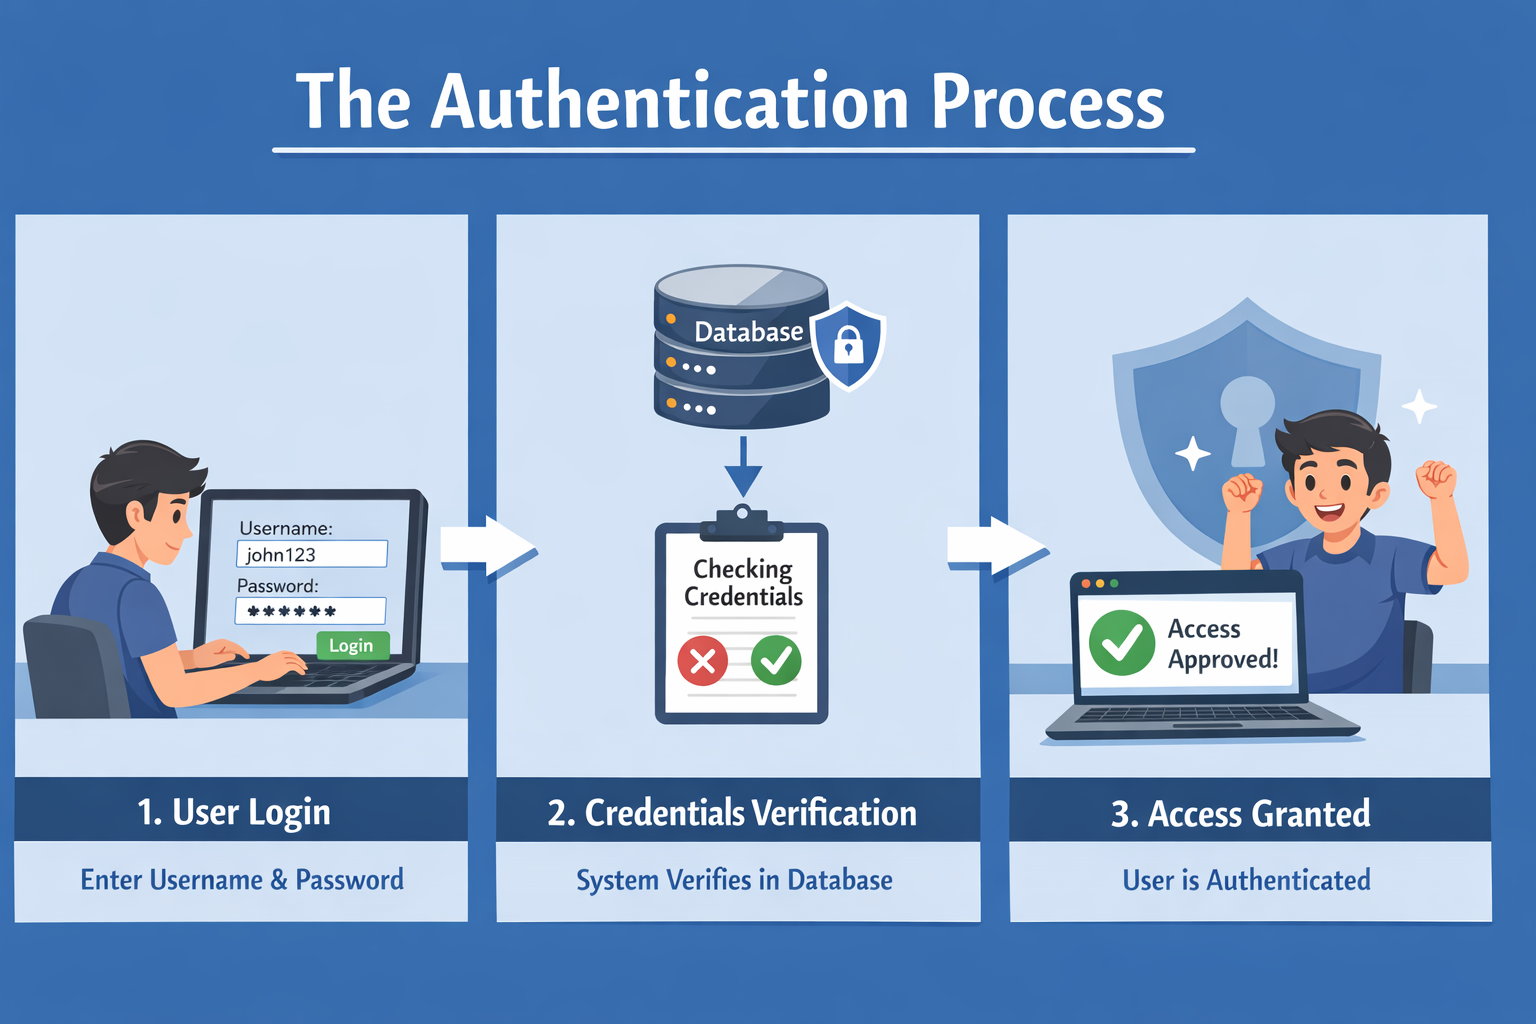 The Authentication Process
Username:
john123
Password:
******
Login
1. User Login
Enter Username & Password
Database
Checking
Credentials
2. Credentials Verification
System Verifies in Database
Access
Approved!
3. Access Granted
User is Authenticated